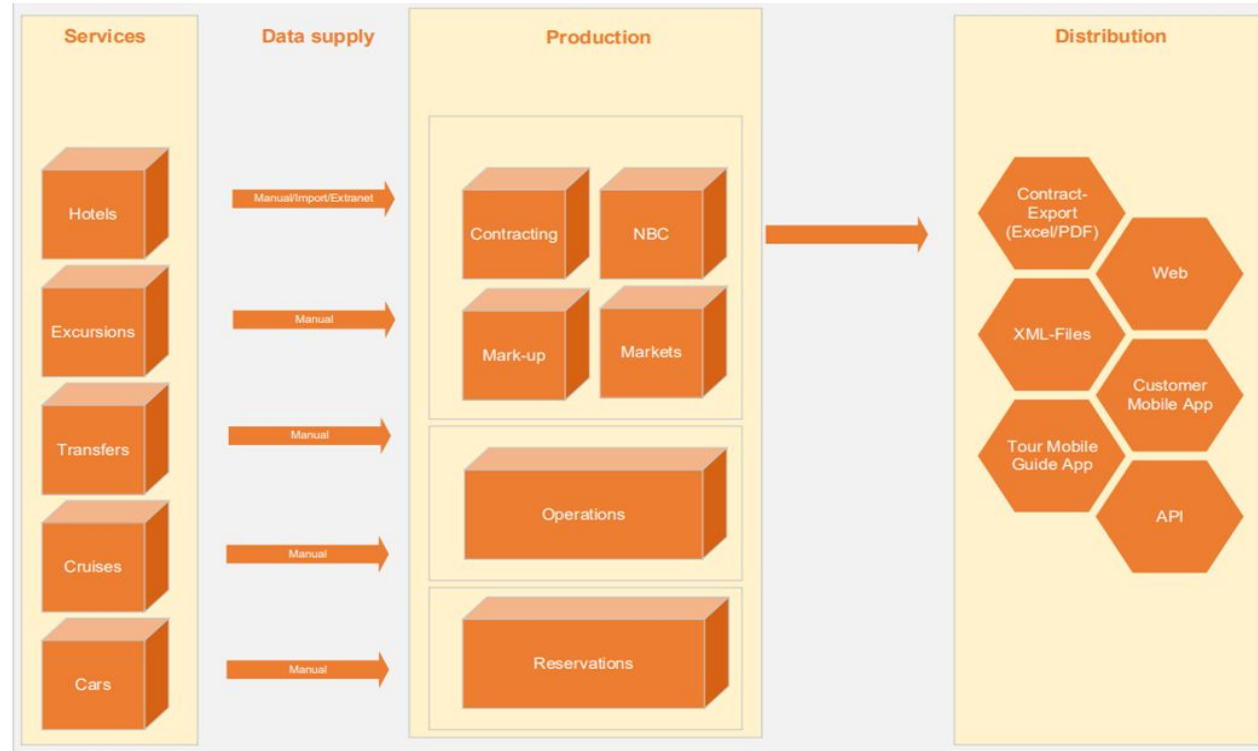 Services
Data supply
Production
Distribution
Hotels
Excursions
Transfers
Cruises
Cars
Manual/Import/Extranet
Manual
Manual
Manual
Manual
Contracting
NBC
Mark-up
Markets
Operations
Reservations
Contract-
Export
(Excel/PDF)
Web
XML-Files
Customer
Mobile App
Tour Mobile
Guide App
API